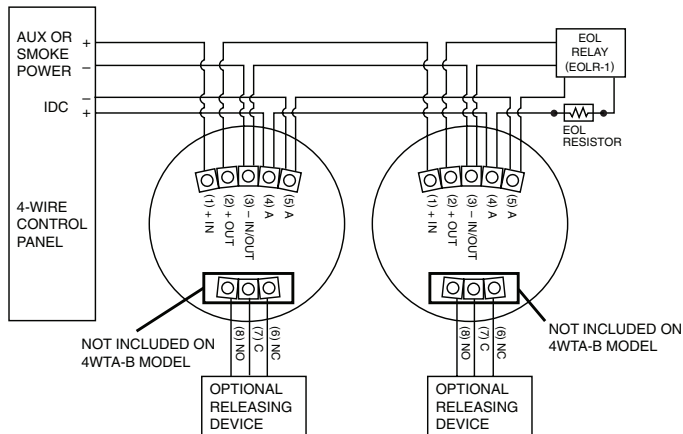 AUX OR
SMOKE
POWER
+
–
–
IDC
+
4-WIRE
CONTROL
PANEL
EOL
RELAY
(EOLR-1)
EOL
RESISTOR
(1) + IN
(2) + OUT
(3) – IN/OUT
(4) A
(5) A
(1) + IN
(2) + OUT
(3) – IN/OUT
(4) A
(5) A
NOT INCLUDED ON
4WTA-B MODEL
(8) NO
(7) C
(6) NC
(8) NO
(7) C
(6) NC
NOT INCLUDED ON
4WTA-B MODEL
OPTIONAL
RELEASING
DEVICE
OPTIONAL
RELEASING
DEVICE